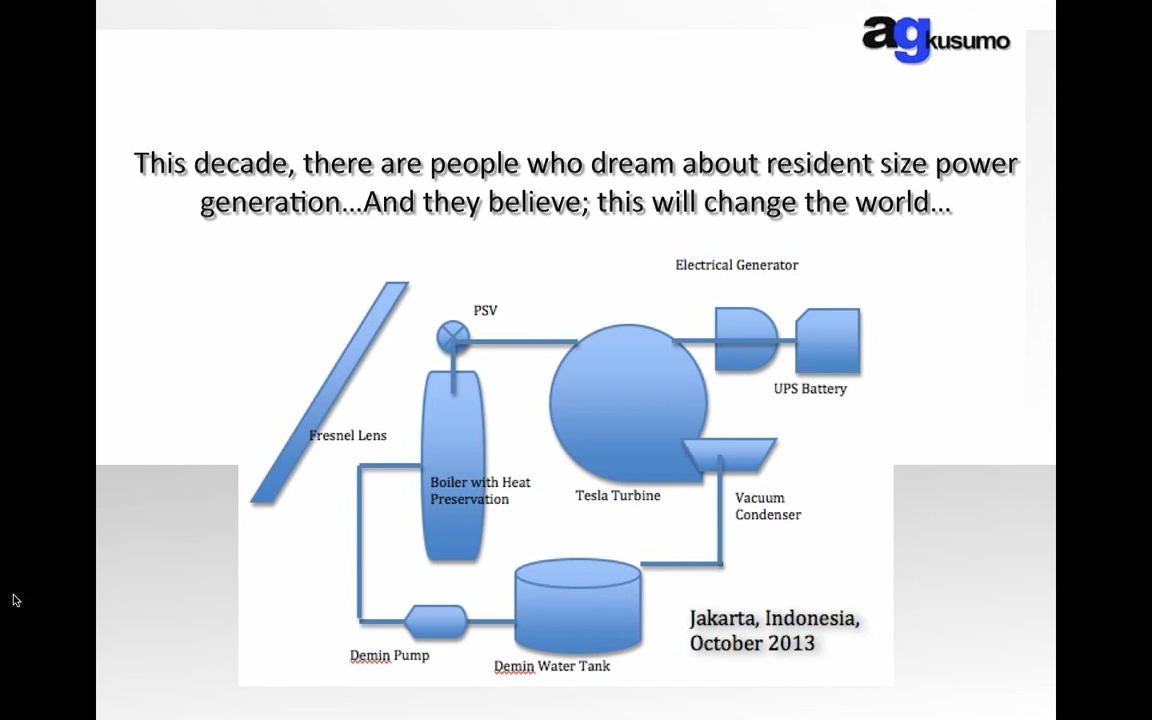 ag kusumo
This decade, there are people who dream about resident size power
generation...And they believe; this will change the world...
Electrical Generator
PSV
UPS Battery
Fresnel Lens
Boiler with Heat
Preservation
Tesla Turbine
Vacuum
Condenser
Jakarta, Indonesia,
October 2013
Demin Pump
Demin Water Tank